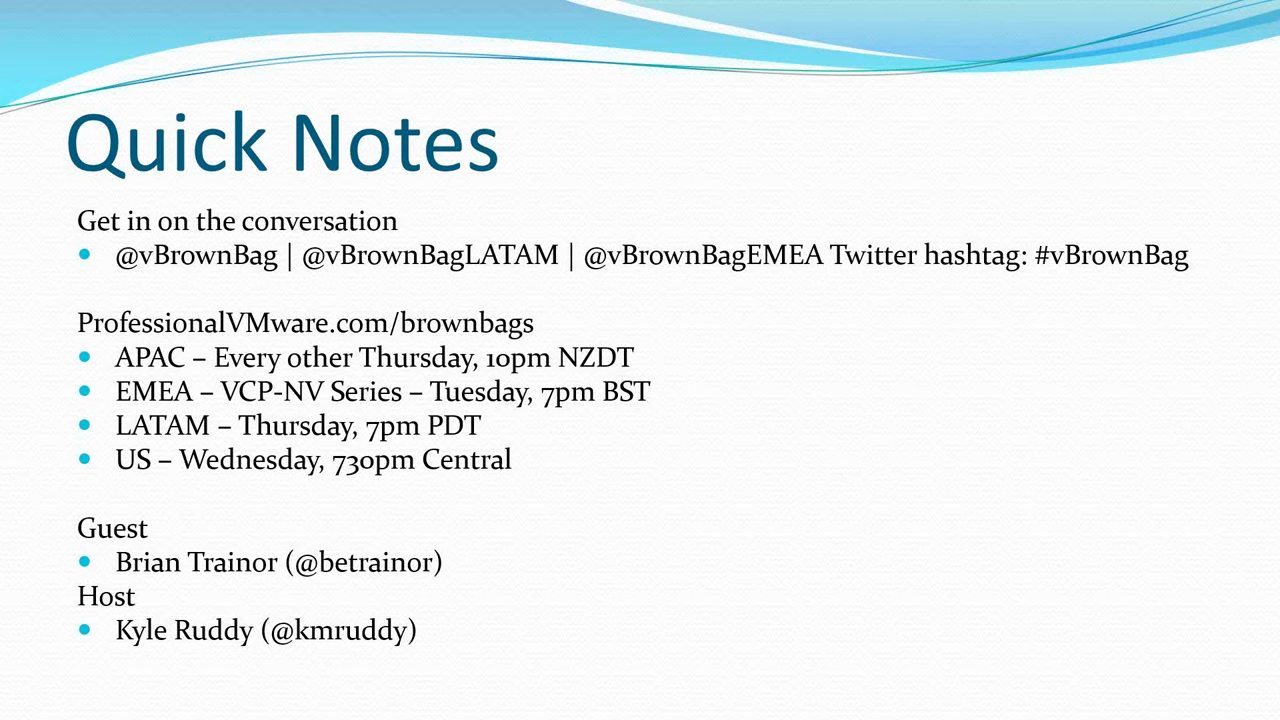 Quick Notes
Get in on the conversation
• @vBrownBag | @vBrownBagLATAM | @vBrownBagEMEA Twitter hashtag: #vBrownBag
ProfessionalVMware.com/brownbags
• APAC – Every other Thursday, 10pm NZDT
• EMEA – VCP-NV Series – Tuesday, 7pm BST
• LATAM – Thursday, 7pm PDT
• US – Wednesday, 730pm Central
Guest
• Brian Trainor (@betrainor)
Host
• Kyle Ruddy (@kmruddy)